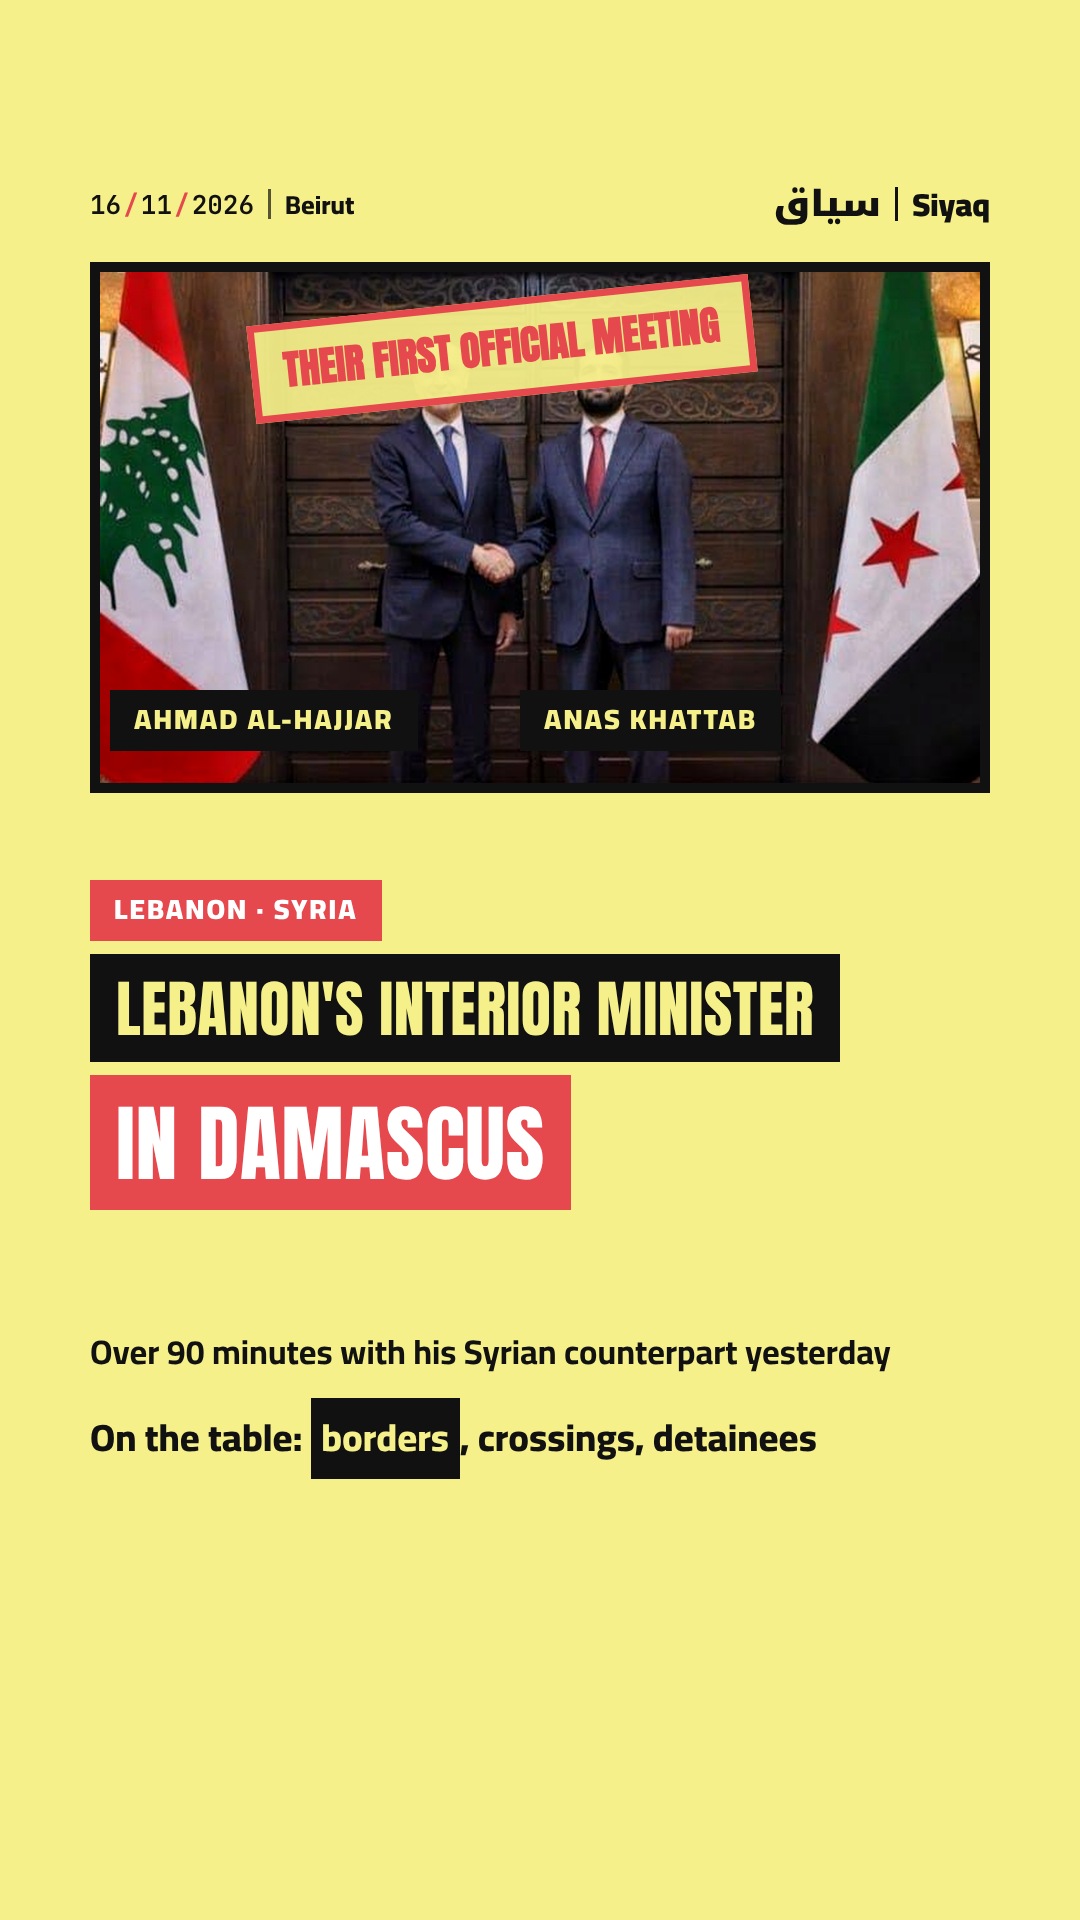 16/11/2026 | Beirut
سياق | Siyaq
THEIR FIRST OFFICIAL MEETING
AHMAD AL-HAJJAR
ANAS KHATTAB
LEBANON · SYRIA
LEBANON'S INTERIOR MINISTER
IN DAMASCUS
Over 90 minutes with his Syrian counterpart yesterday
On the table: borders, crossings, detainees